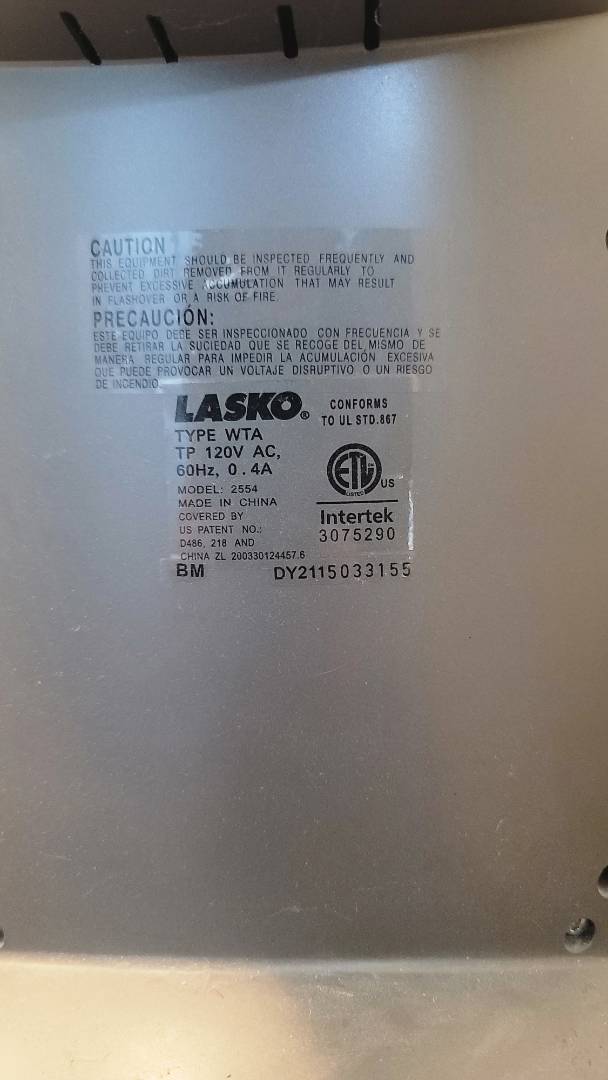 CAUTION
THIS EQUIPMENT SHOULD BE INSPECTED FREQUENTLY AND
COLLECTED DIRT REMOVED FROM IT REGULARLY TO
PREVENT EXCESSIVE ACCUMULATION THAT MAY RESULT
IN FLASHOVER OR A RISK OF FIRE.
PRECAUCIÓN:
ESTE EQUIPO DEBE SER INSPECCIONADO CON FRECUENCIA Y SE
DEBE RETIRAR LA SUCIEDAD QUE SE RECOGE DEL MISMO DE
MANERA REGULAR PARA IMPEDIR LA ACUMULACIÓN EXCESIVA
QUE PUEDE PROVOCAR UN VOLTAJE DISRUPTIVO O UN RIESGO
DE INCENDIO.
LASKO®
TYPE WTA
TP 120V AC,
60Hz, 0.4A
MODEL: 2554
MADE IN CHINA
COVERED BY
US PATENT NO.:
D486, 218 AND
CHINA ZL 200330124457.6
CONFORMS
TO UL STD.867
ETL
LISTED
US
Intertek
3075290
BM DY2115033155